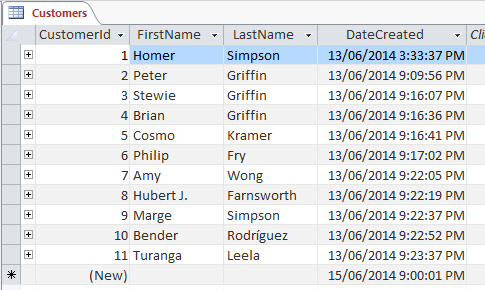 Customers
CustomerId FirstName LastName DateCreated Cli
1 Homer Simpson 13/06/2014 3:33:37 PM
2 Peter Griffin 13/06/2014 9:09:56 PM
3 Stewie Griffin 13/06/2014 9:16:07 PM
4 Brian Griffin 13/06/2014 9:16:36 PM
5 Cosmo Kramer 13/06/2014 9:16:41 PM
6 Philip Fry 13/06/2014 9:17:02 PM
7 Amy Wong 13/06/2014 9:22:05 PM
8 Hubert J. Farnsworth 13/06/2014 9:22:19 PM
9 Marge Simpson 13/06/2014 9:22:37 PM
10 Bender Rodríguez 13/06/2014 9:22:52 PM
11 Turanga Leela 13/06/2014 9:23:37 PM
(New) 15/06/2014 9:00:01 PM